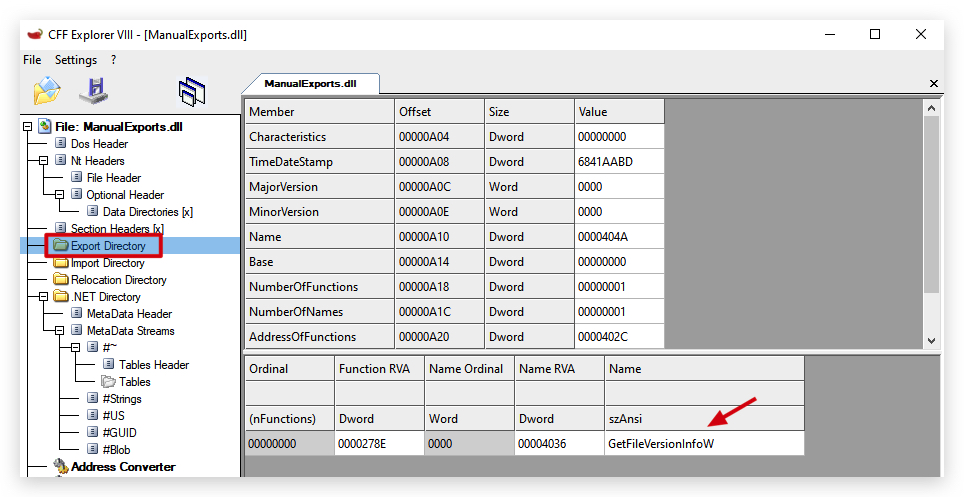 CFF Explorer VIII - [ManualExports.dll]
File Settings ?
ManualExports.dll
File: ManualExports.dll
Dos Header
Nt Headers
File Header
Optional Header
Data Directories [x]
Section Headers [x]
Export Directory
Import Directory
Relocation Directory
.NET Directory
MetaData Header
MetaData Streams
#~
Tables Header
Tables
#Strings
#US
#GUID
#Blob
Address Converter
Member Offset Size Value
Characteristics 00000A04 Dword 00000000
TimeDateStamp 00000A08 Dword 6841AABD
MajorVersion 00000A0C Word 0000
MinorVersion 00000A0E Word 0000
Name 00000A10 Dword 0000404A
Base 00000A14 Dword 00000000
NumberOfFunctions 00000A18 Dword 00000001
NumberOfNames 00000A1C Dword 00000001
AddressOfFunctions 00000A20 Dword 0000402C
Ordinal Function RVA Name Ordinal Name RVA Name
(nFunctions) Dword Word Dword szAnsi
00000000 0000278E 0000 00004036 GetFileVersionInfoW